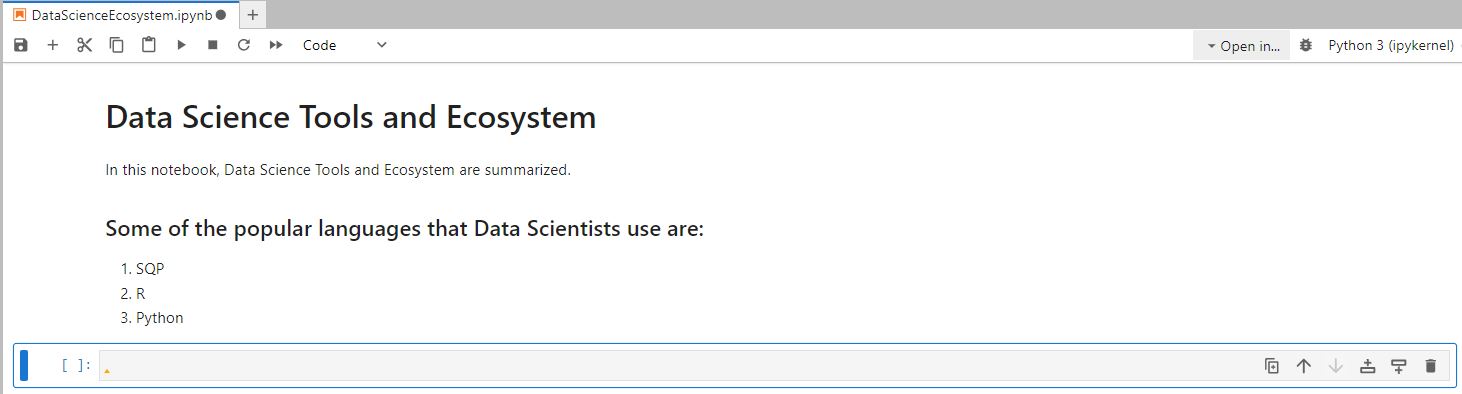 DataScienceEcosystem.ipynb
Code
Open in...
Python 3 (ipykernel)
Data Science Tools and Ecosystem
In this notebook, Data Science Tools and Ecosystem are summarized.
Some of the popular languages that Data Scientists use are:
1. SQP
2. R
3. Python
[ ]: